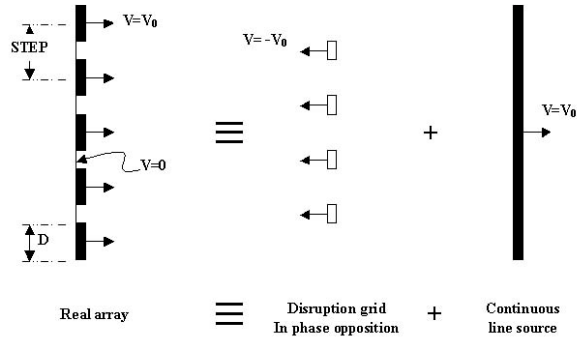 V=V0
STEP
V= -V0
V=V0
V=0
D
≡
+
Real array
≡
Disruption grid
In phase opposition
+
Continuous
line source